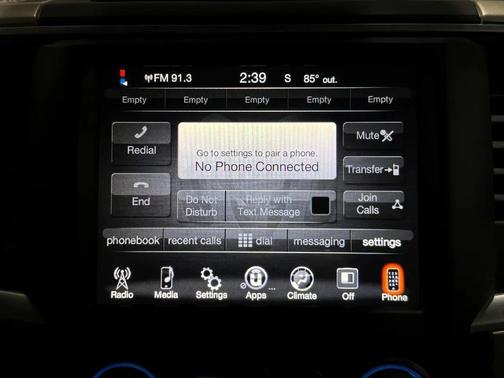 FM 91.3 2:39 S 85° out.
Empty Empty Empty Empty Empty
Redial
Go to settings to pair a phone.
No Phone Connected
Mute
Transfer
End
Do Not
Disturb
Reply with
Text Message
Join
Calls
phonebook recent calls dial messaging settings
Radio Media Settings Apps Climate Off Phone